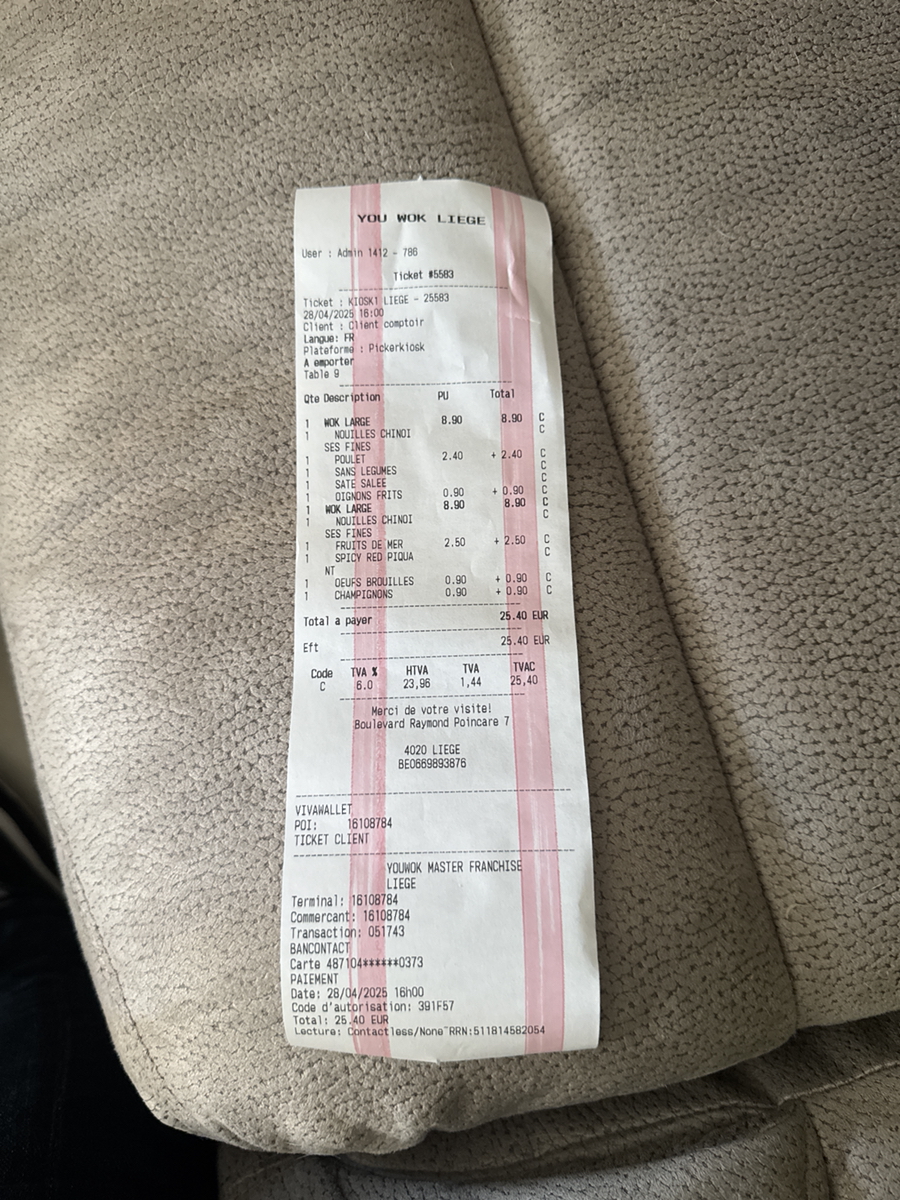 YOU WOK LIEGE
User : Admin 1412 - 786
Ticket #5583
Ticket : KIOSK1 LIEGE - 25583
28/04/2025 16:00
Client : Client comptoir
Langue: FR
Plateforme : Pickerkiosk
A emporter
Table 9
Qte Description PU Total
1 WOK LARGE 8.90 8.90 C
1 NOUILLES CHINOI C
SES FINES
1 POULET 2.40 + 2.40 C
1 SANS LEGUMES C
1 SATE SALEE C
1 OIGNONS FRITS 0.90 + 0.90 C
1 WOK LARGE 8.90 8.90 C
1 NOUILLES CHINOI C
SES FINES
1 FRUITS DE MER 2.50 + 2.50 C
1 SPICY RED PIQUA C
NT
1 OEUFS BROUILLES 0.90 + 0.90 C
1 CHAMPIGNONS 0.90 + 0.90 C
Total a payer 25.40 EUR
Eft 25.40 EUR
Code TVA % HTVA TVA TVAC
C 6.0 23,96 1,44 25,40
Merci de votre visite!
Boulevard Raymond Poincare 7
4020 LIEGE
BE0669893876
VIVAWALLET
POI: 16108784
TICKET CLIENT
YOUWOK MASTER FRANCHISE
LIEGE
Terminal: 16108784
Commercant: 16108784
Transaction: 051743
BANCONTACT
Carte 487104******0373
PAIEMENT
Date: 28/04/2025 16h00
Code d'autorisation: 391F57
Total: 25.40 EUR
Lecture: Contactless/None~RRN:511814582054